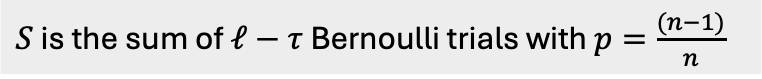 S is the sum of ℓ − τ Bernoulli trials with p = (n−1)/n